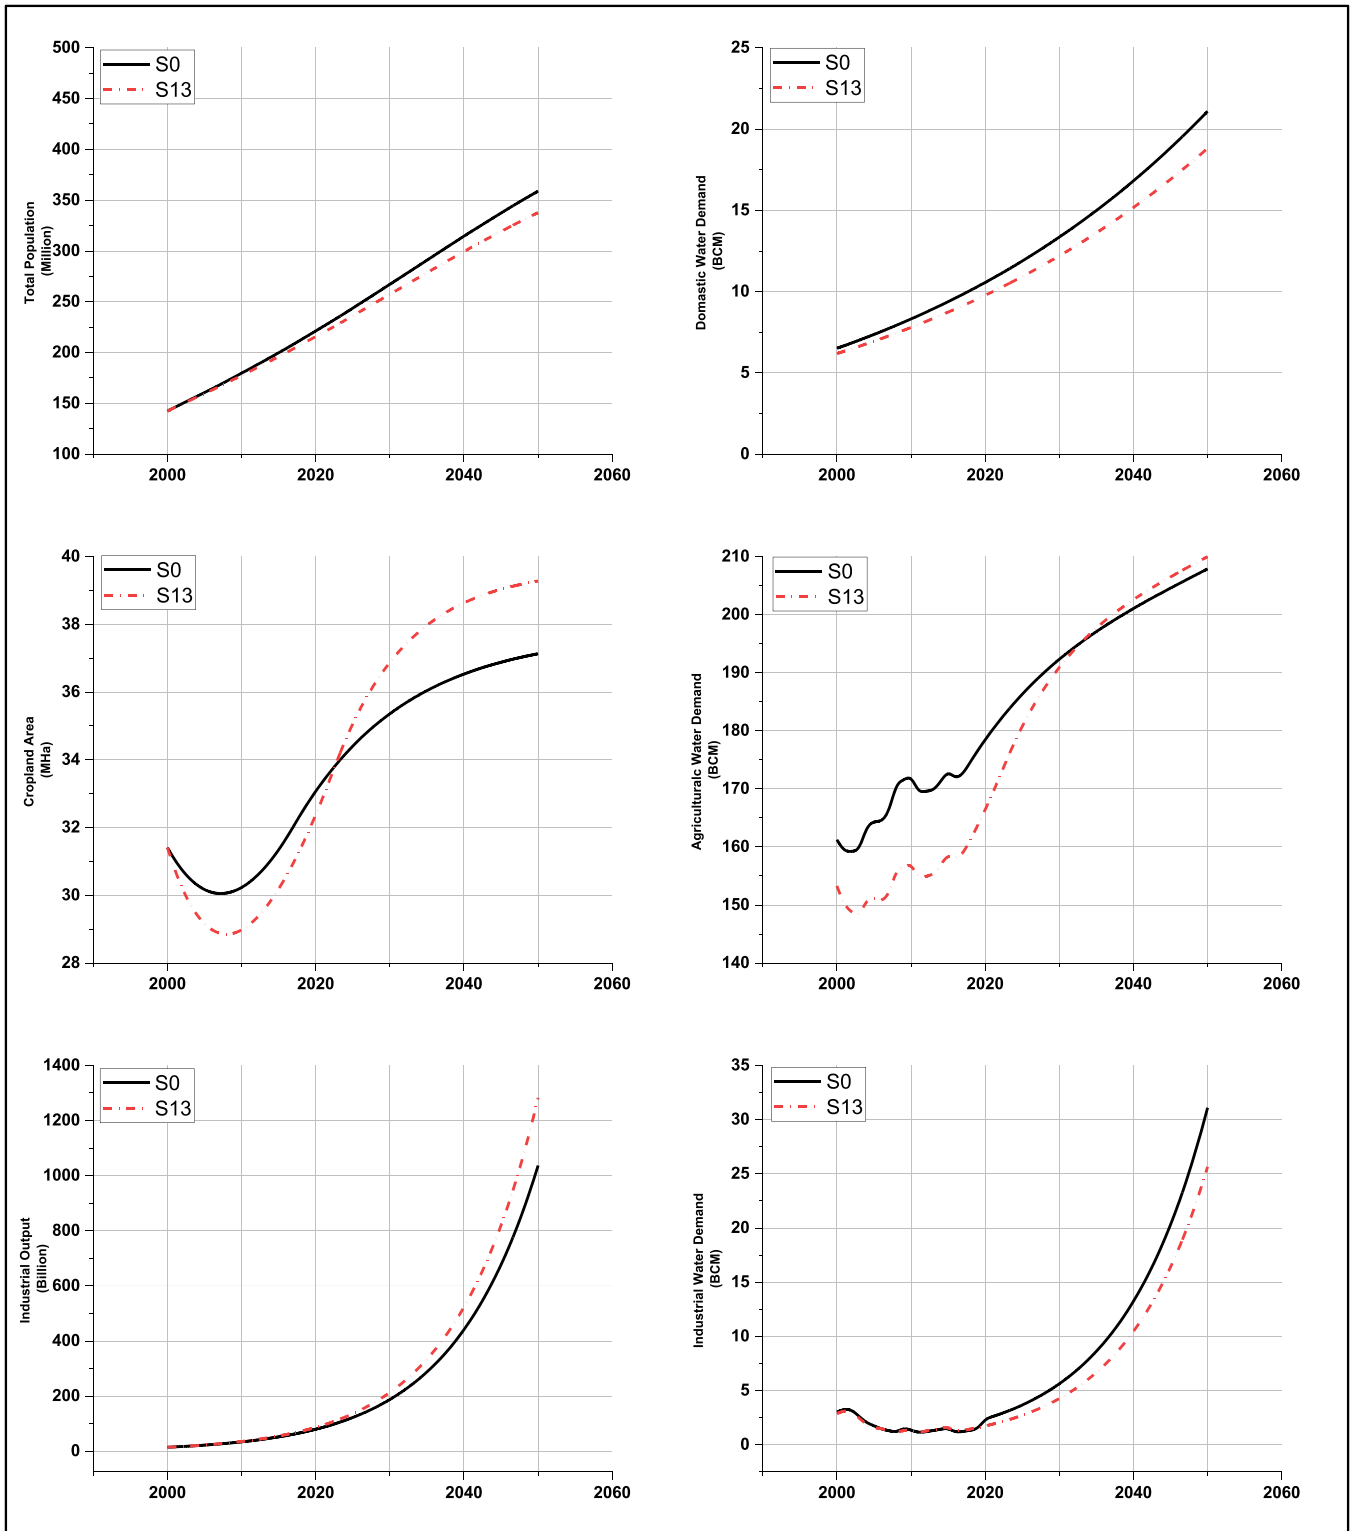 500
450
400
350
300
250
200
150
100
Total Population
(Million)
S0
S13
2000
2020
2040
2060
25
20
15
10
5
0
Domastic Water Demand
(BCM)
S0
S13
2000
2020
2040
2060
40
38
36
34
32
30
28
Cropland Area
(MHa)
S0
S13
2000
2020
2040
2060
210
200
190
180
170
160
150
140
Agriculturalc Water Demand
(BCM)
S0
S13
2000
2020
2040
2060
1400
1200
1000
800
600
400
200
0
Industrial Output
(Billion)
S0
S13
2000
2020
2040
2060
35
30
25
20
15
10
5
0
Industrial Water Demand
(BCM)
S0
S13
2000
2020
2040
2060